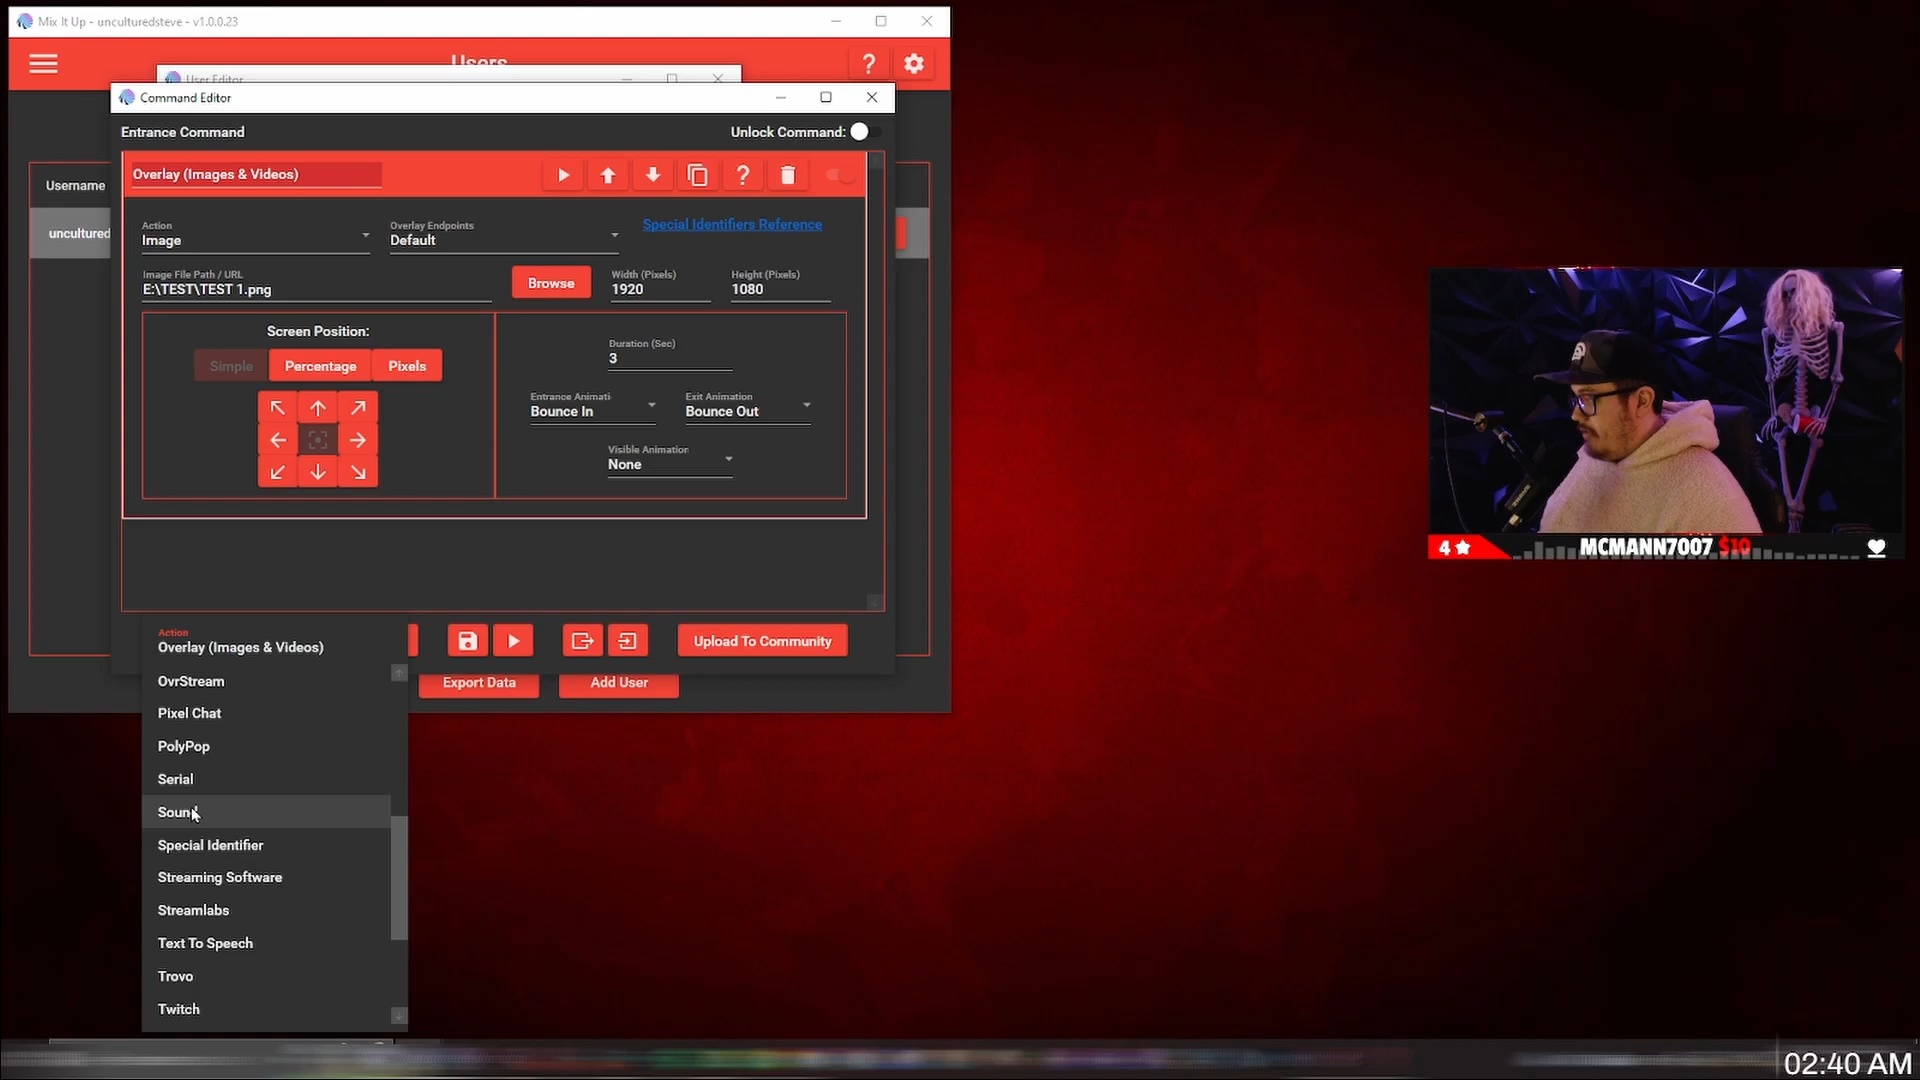 Mix It Up - unculturedsteve - v1.0.0.23
Users
?
User Editor
Command Editor
Entrance Command
Unlock Command:
Username
uncultured
Overlay (Images & Videos)
?
Action
Image
Overlay Endpoints
Default
Special Identifiers Reference
Image File Path / URL
E:\TEST\TEST 1.png
Browse
Width (Pixels)
1920
Height (Pixels)
1080
Screen Position:
Simple
Percentage
Pixels
Duration (Sec)
3
Entrance Animati
Bounce In
Exit Animation
Bounce Out
Visible Animation
None
Upload To Community
Export Data
Add User
Action
Overlay (Images & Videos)
OvrStream
Pixel Chat
PolyPop
Serial
Sound
Special Identifier
Streaming Software
Streamlabs
Text To Speech
Trovo
Twitch
4
MCMANN7007 $10
02:40 AM